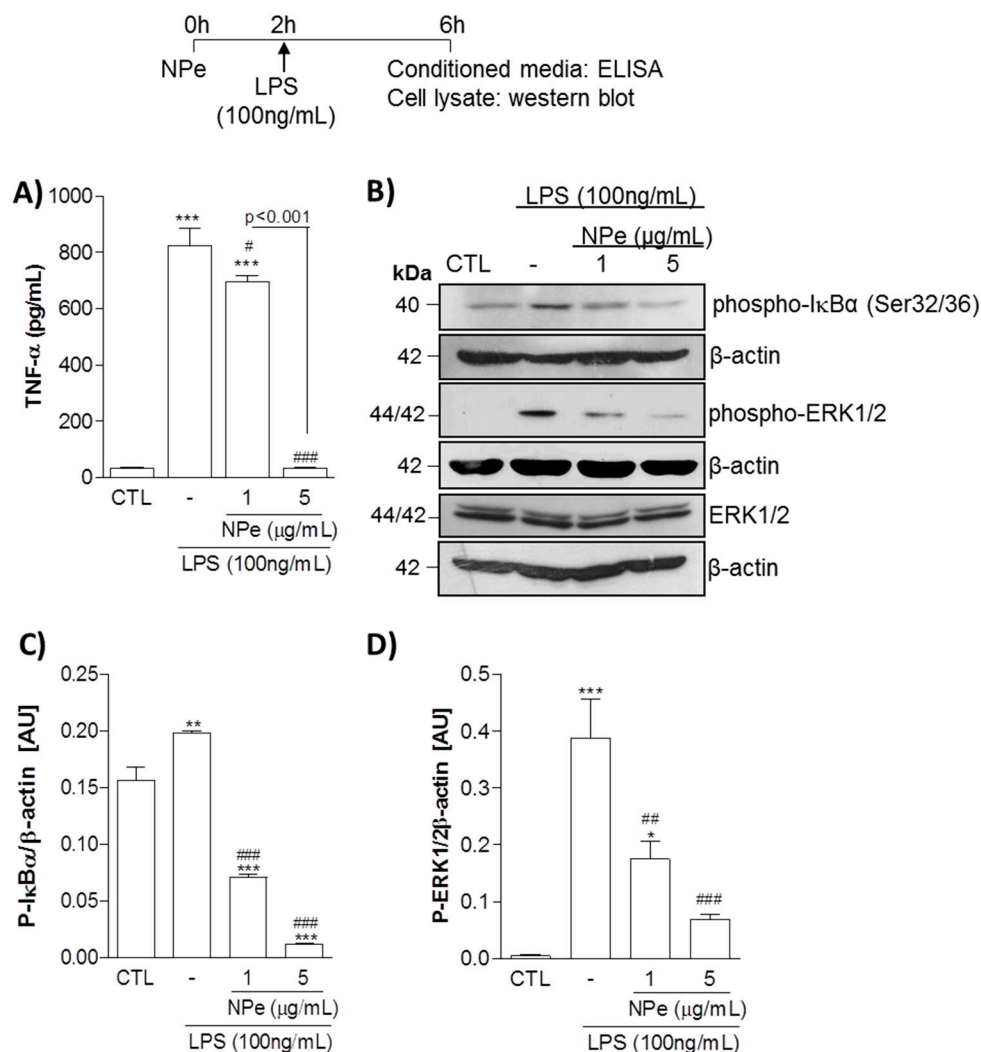 0h 2h 6h
NPe
LPS
(100ng/mL)
Conditioned media: ELISA
Cell lysate: western blot
A)
TNF-α (pg/mL)
1000
800
600
400
200
0
***
#
***
p<0.001
###
CTL - 1 5
NPe (μg/mL)
LPS (100ng/mL)
B)
LPS (100ng/mL)
NPe (μg/mL)
kDa CTL - 1 5
40 phospho-IκBα (Ser32/36)
42 β-actin
44/42 phospho-ERK1/2
42 β-actin
44/42 ERK1/2
42 β-actin
C)
P-IκBα/β-actin [AU]
0.25
0.20
0.15
0.10
0.05
0.00
**
###
***
###
***
CTL - 1 5
NPe (μg/mL)
LPS (100ng/mL)
D)
P-ERK1/2β-actin [AU]
0.5
0.4
0.3
0.2
0.1
0.0
***
##
*
###
CTL - 1 5
NPe (μg/mL)
LPS (100ng/mL)